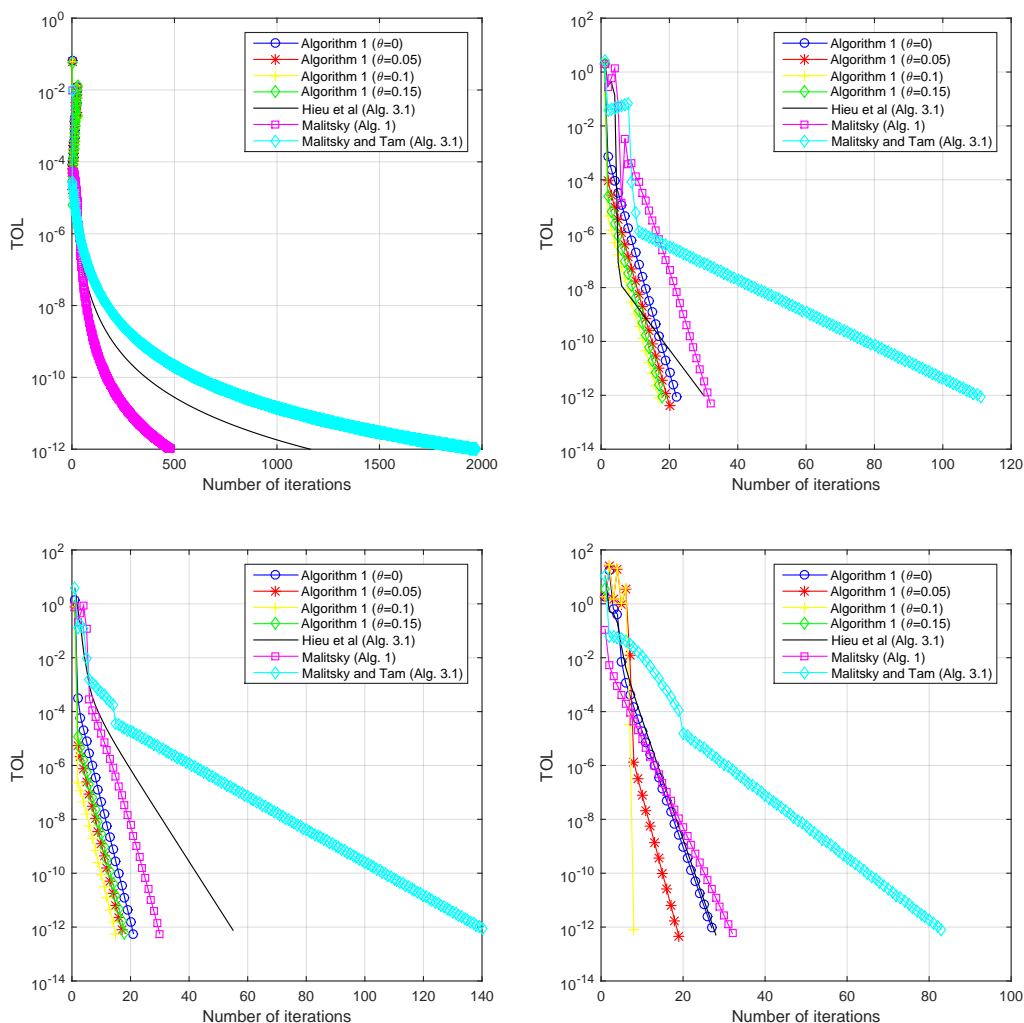 10^0
10^-2
10^-4
10^-6
10^-8
10^-10
10^-12
TOL
0 500 1000 1500 2000
Number of iterations
Algorithm 1 (θ=0)
Algorithm 1 (θ=0.05)
Algorithm 1 (θ=0.1)
Algorithm 1 (θ=0.15)
Hieu et al (Alg. 3.1)
Malitsky (Alg. 1)
Malitsky and Tam (Alg. 3.1)
10^2
10^0
10^-2
10^-4
10^-6
10^-8
10^-10
10^-12
10^-14
TOL
0 20 40 60 80 100 120
Number of iterations
Algorithm 1 (θ=0)
Algorithm 1 (θ=0.05)
Algorithm 1 (θ=0.1)
Algorithm 1 (θ=0.15)
Hieu et al (Alg. 3.1)
Malitsky (Alg. 1)
Malitsky and Tam (Alg. 3.1)
10^2
10^0
10^-2
10^-4
10^-6
10^-8
10^-10
10^-12
10^-14
TOL
0 20 40 60 80 100 120 140
Number of iterations
Algorithm 1 (θ=0)
Algorithm 1 (θ=0.05)
Algorithm 1 (θ=0.1)
Algorithm 1 (θ=0.15)
Hieu et al (Alg. 3.1)
Malitsky (Alg. 1)
Malitsky and Tam (Alg. 3.1)
10^2
10^0
10^-2
10^-4
10^-6
10^-8
10^-10
10^-12
10^-14
TOL
0 20 40 60 80 100
Number of iterations
Algorithm 1 (θ=0)
Algorithm 1 (θ=0.05)
Algorithm 1 (θ=0.1)
Algorithm 1 (θ=0.15)
Hieu et al (Alg. 3.1)
Malitsky (Alg. 1)
Malitsky and Tam (Alg. 3.1)